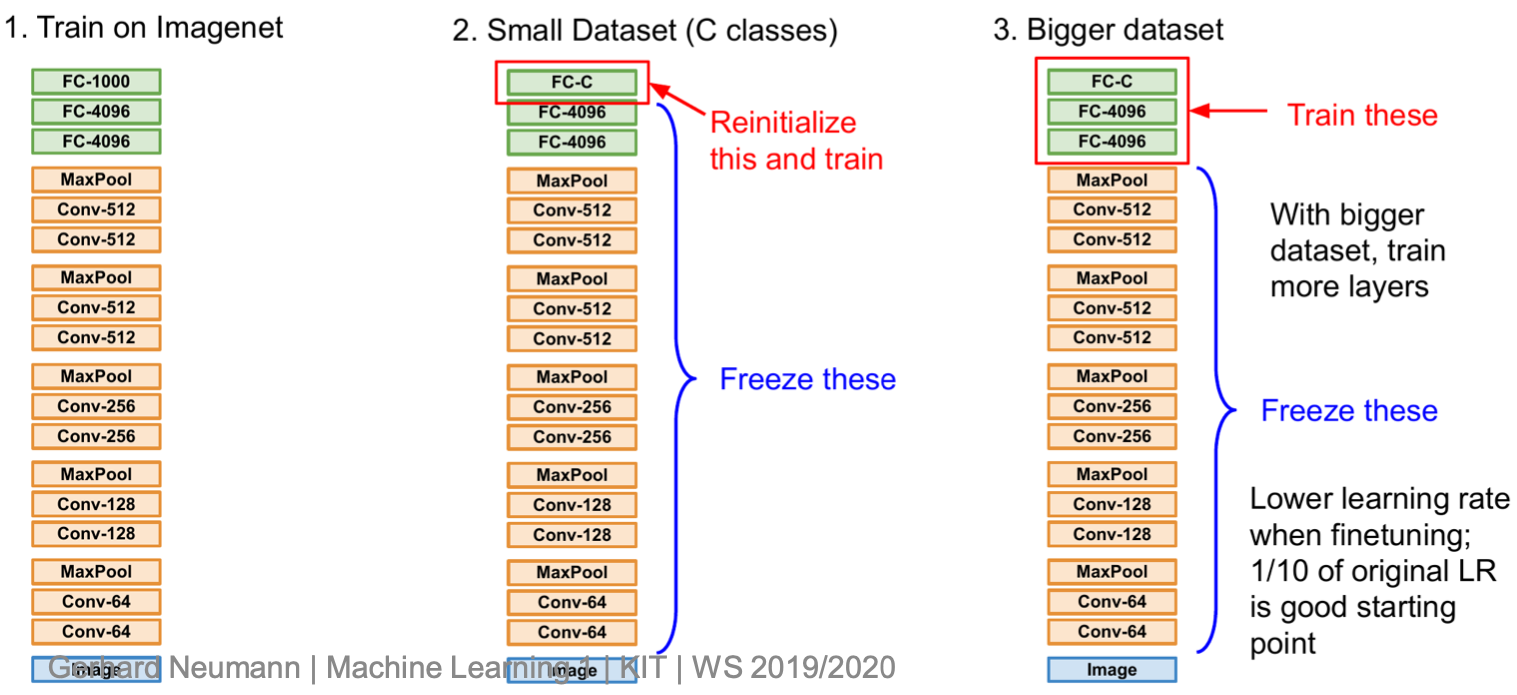 1. Train on Imagenet
FC-1000
FC-4096
FC-4096
MaxPool
Conv-512
Conv-512
MaxPool
Conv-512
Conv-512
MaxPool
Conv-256
Conv-256
MaxPool
Conv-128
Conv-128
MaxPool
Conv-64
Conv-64
Image
2. Small Dataset (C classes)
FC-C
FC-4096
FC-4096
MaxPool
Conv-512
Conv-512
MaxPool
Conv-512
Conv-512
MaxPool
Conv-256
Conv-256
MaxPool
Conv-128
Conv-128
MaxPool
Conv-64
Conv-64
Image
Reinitialize
this and train
Freeze these
3. Bigger dataset
FC-C
FC-4096
FC-4096
MaxPool
Conv-512
Conv-512
MaxPool
Conv-512
Conv-512
MaxPool
Conv-256
Conv-256
MaxPool
Conv-128
Conv-128
MaxPool
Conv-64
Conv-64
Image
Train these
With bigger
dataset, train
more layers
Freeze these
Lower learning rate
when finetuning;
1/10 of original LR
is good starting
point
Gerhard Neumann | Machine Learning 1 | KIT | WS 2019/2020